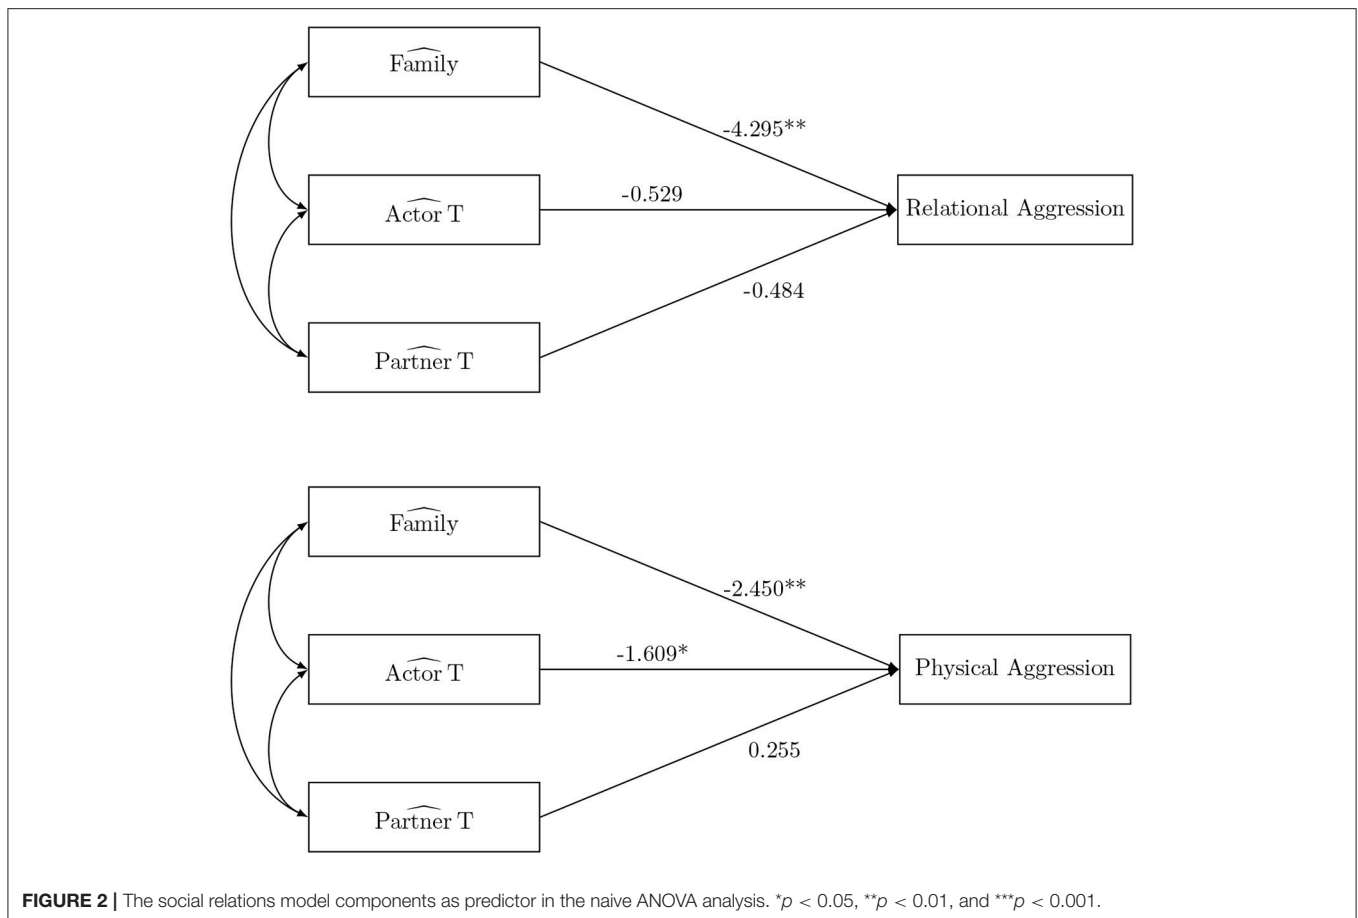 Family
-4.295**
-0.529
Actor T
Relational Aggression
-0.484
Partner T
Family
-2.450**
-1.609*
Actor T
Physical Aggression
0.255
Partner T
FIGURE 2 | The social relations model components as predictor in the naive ANOVA analysis. *p < 0.05, **p < 0.01, and ***p < 0.001.